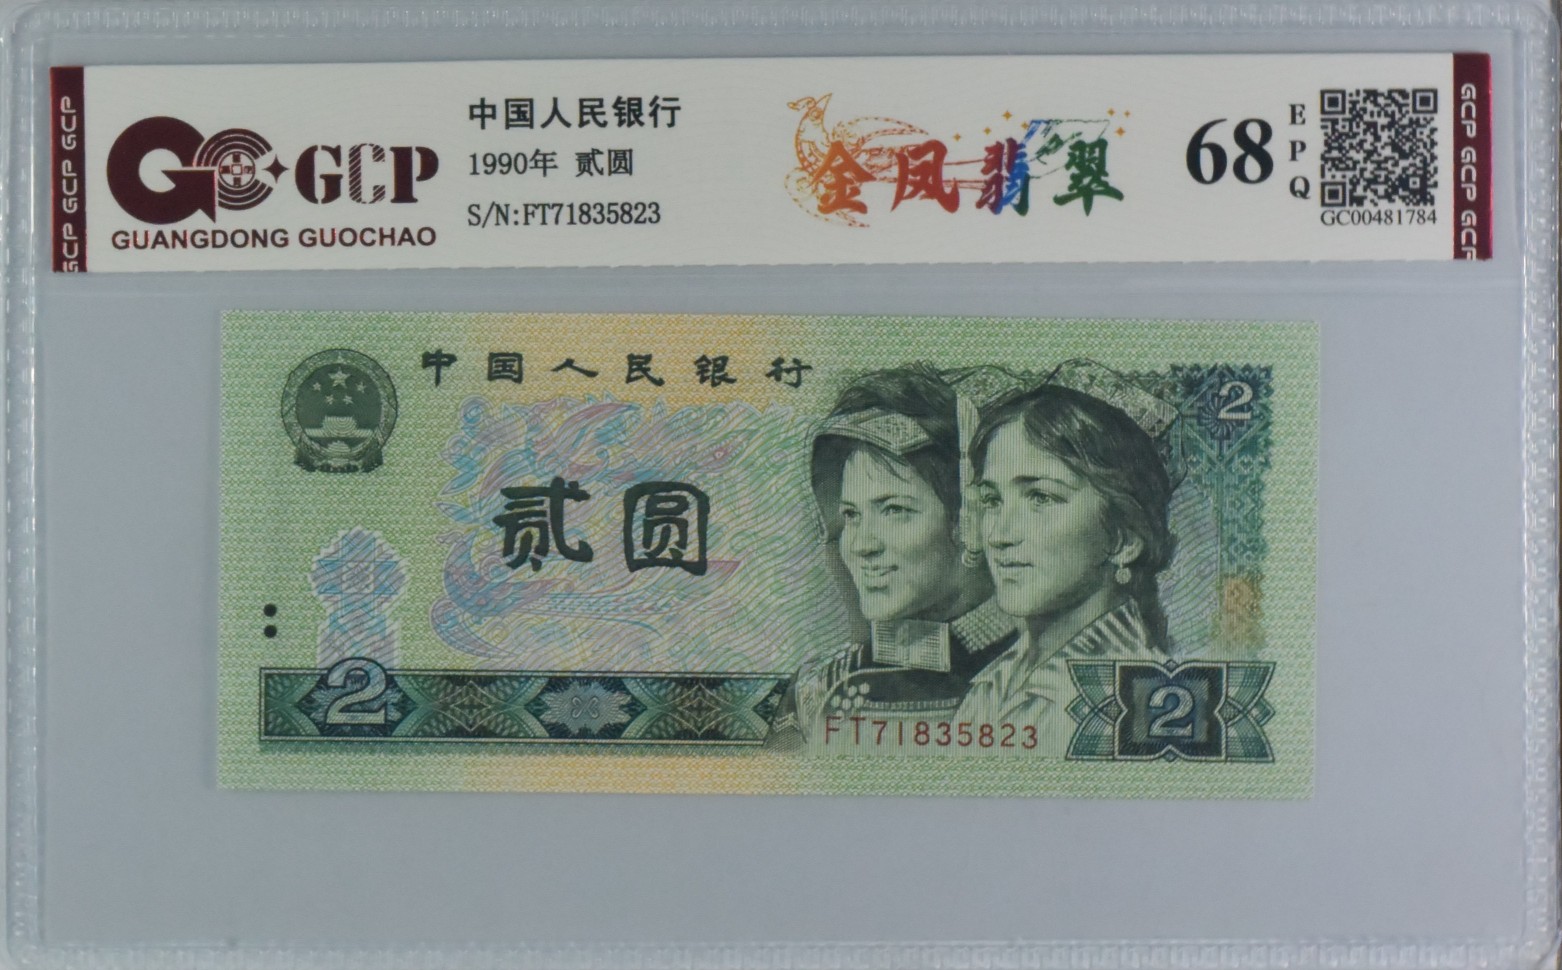 GCP GCP GCP
GCP
GUANGDONG GUOCHAO
中国人民银行
1990年 贰圆
S/N:FT71835823
金凤翡翠
68
EPQ
GC00481784
GCP GCP GCP
中国人民银行
2
贰圆
2
FT71835823
2